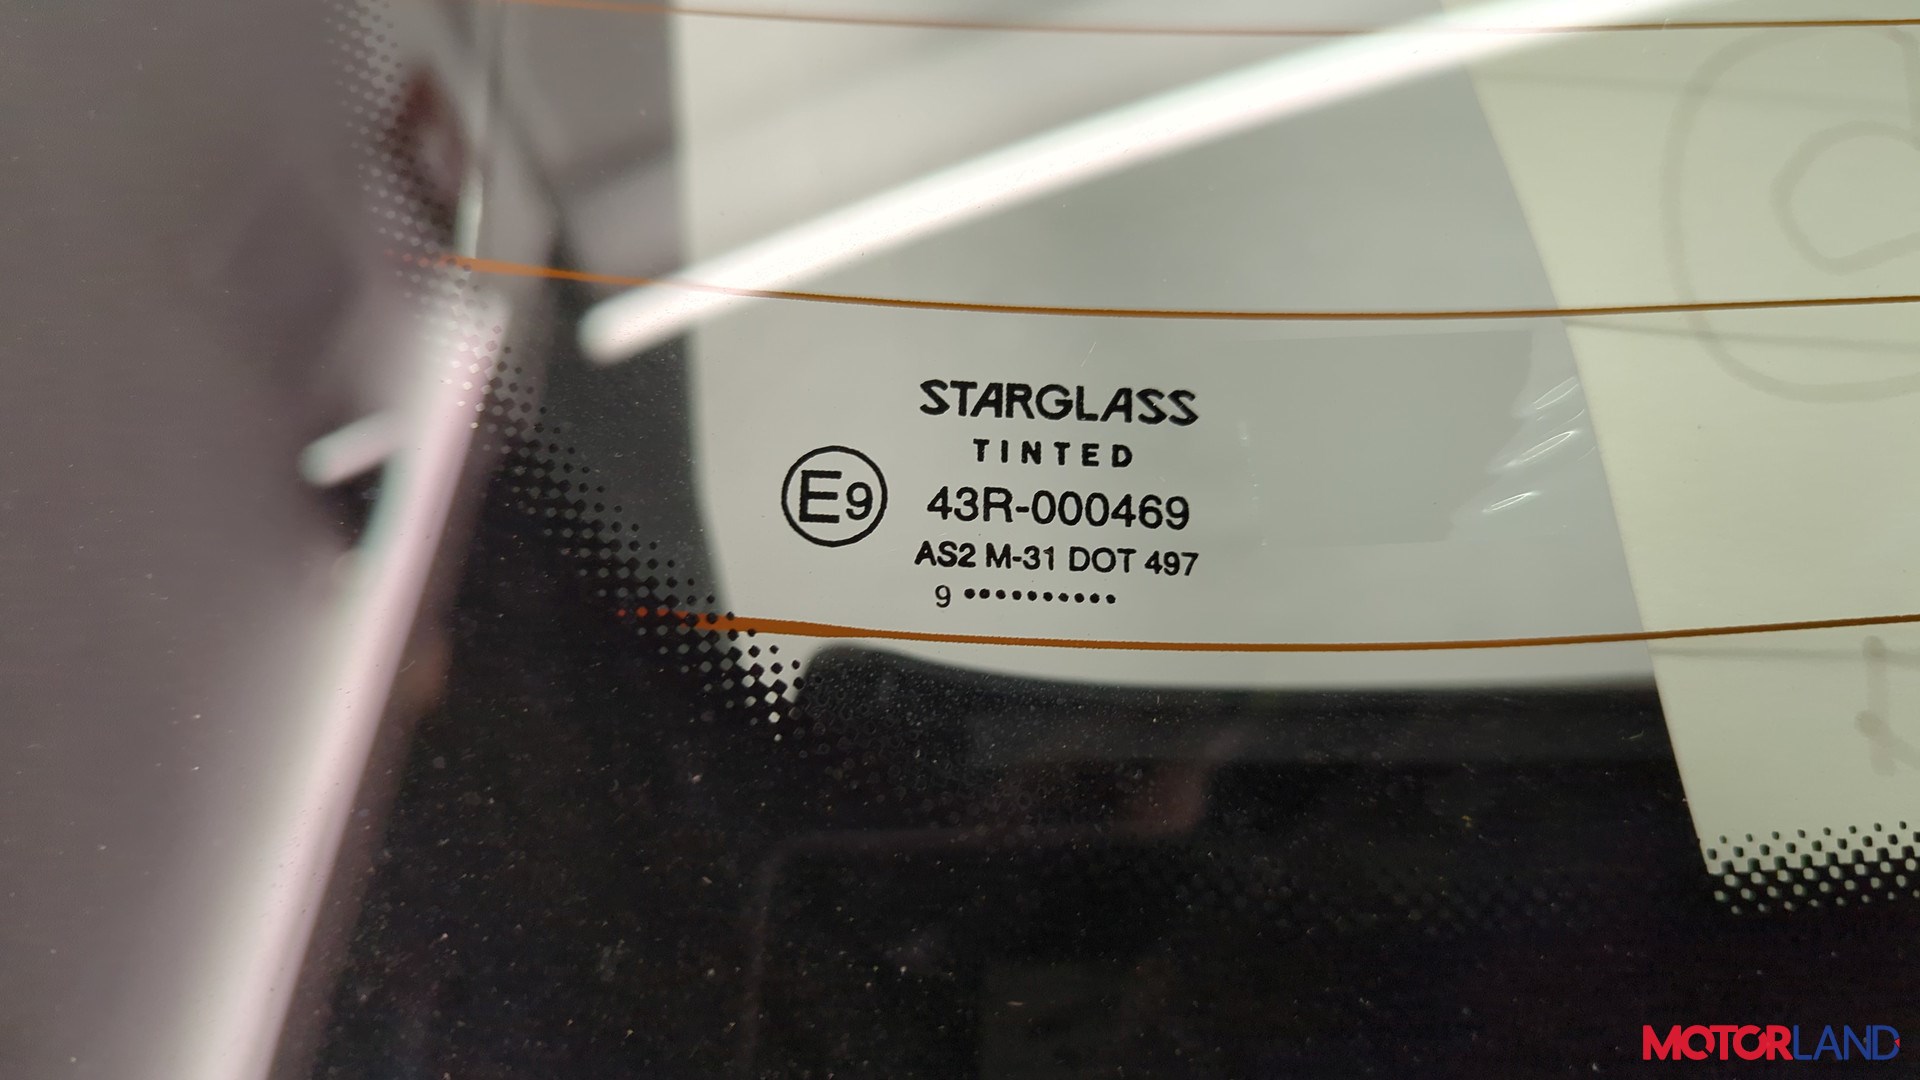 STARGLASS
TINTED
E9 43R-000469
AS2 M-31 DOT 497
9 ••••••••••
MOTORLAND